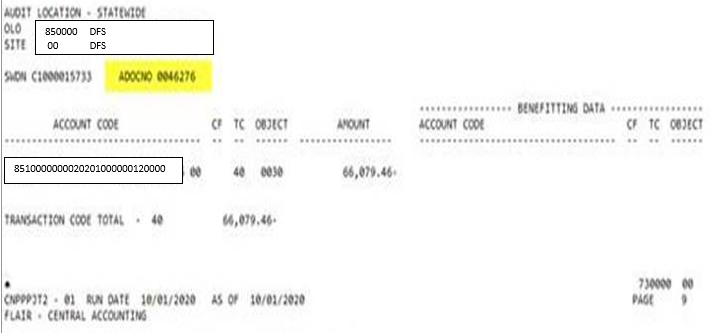 AUDIT LOCATION - STATEWIDE
OLO 850000 DFS
SITE 00 DFS
SWDN C1000015733 ADOCNO 0046276
BENEFITTING DATA
ACCOUNT CODE CF TC OBJECT AMOUNT ACCOUNT CODE CF TC OBJECT
85100000000020201000000120000 00 40 0030 66,079.46-
TRANSACTION CODE TOTAL - 40 66,079.46-
730000 00
CNPPPJT2 - 01 RUN DATE 10/01/2020 AS OF 10/01/2020 PAGE 9
FLAIR - CENTRAL ACCOUNTING